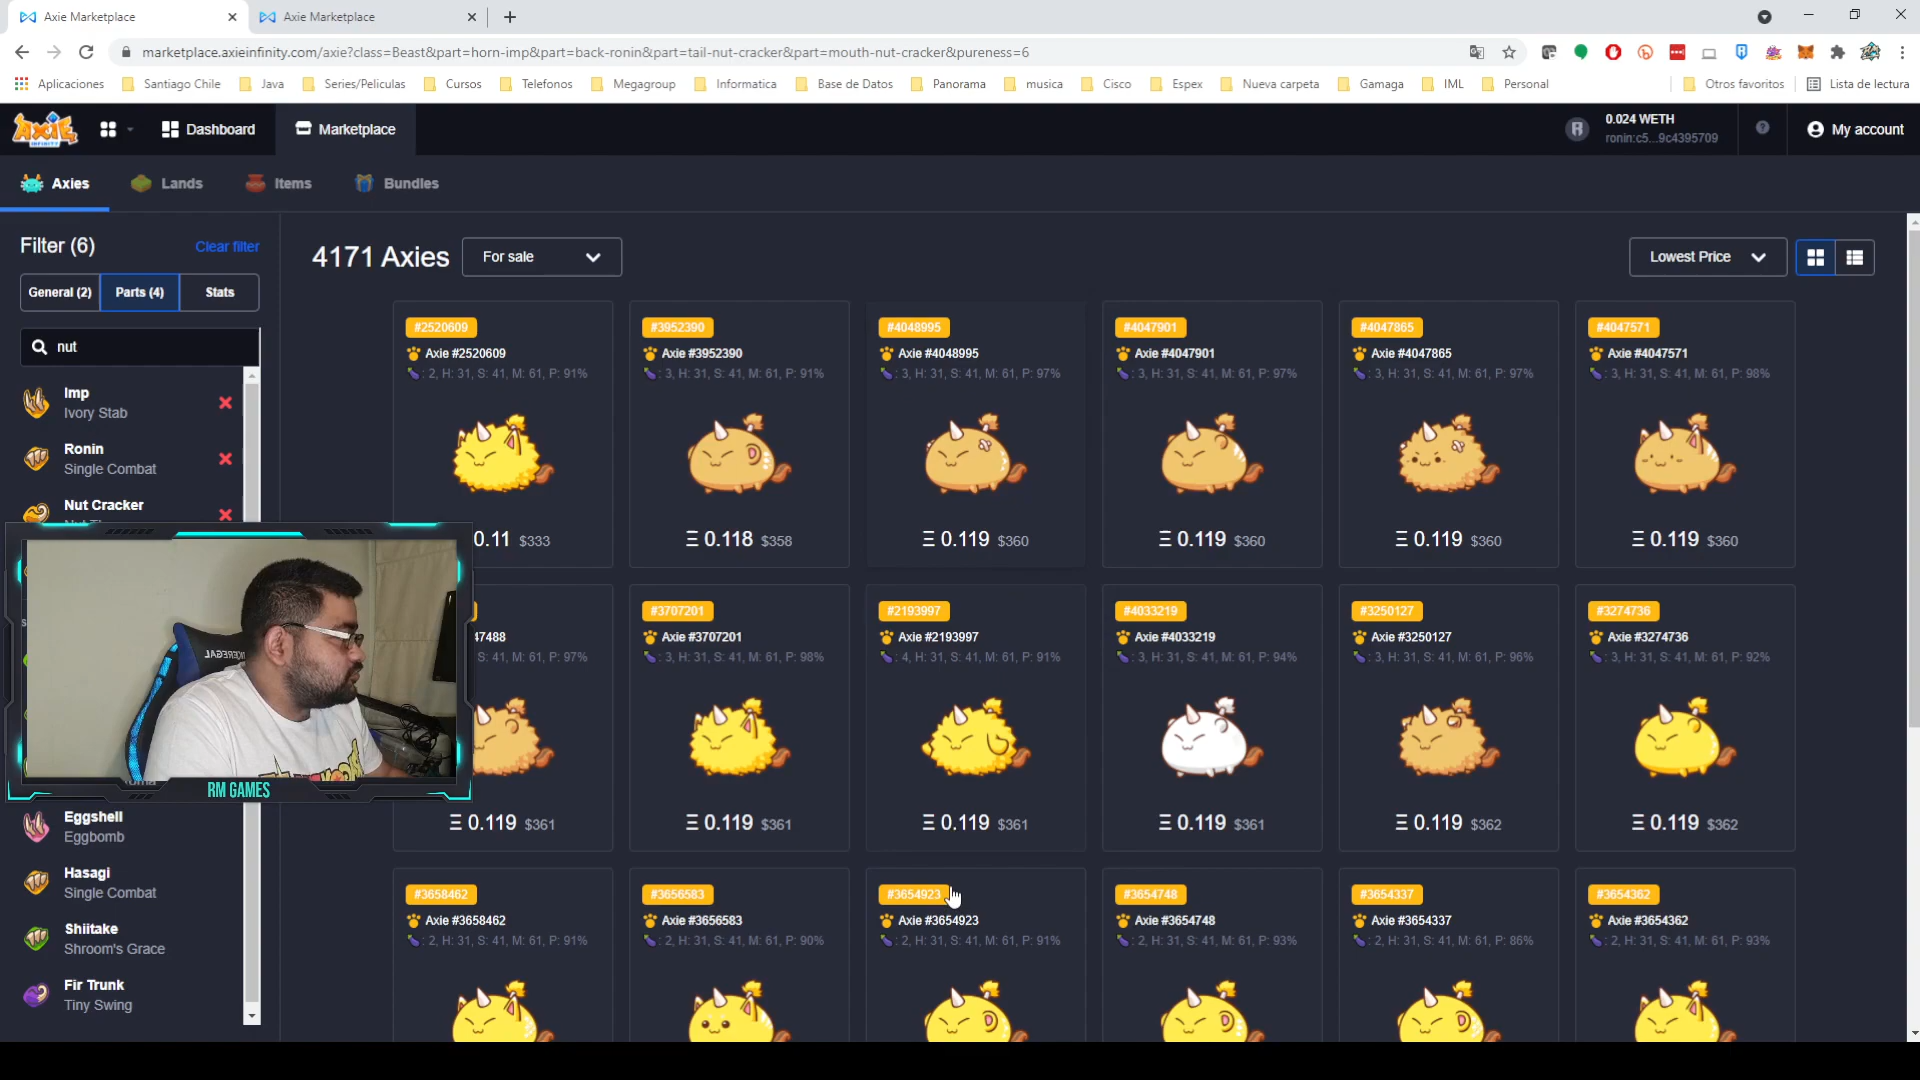 Axie Marketplace
Axie Marketplace
marketplace.axieinfinity.com/axie?class=Beast&part=horn-imp&part=back-ronin&part=tail-nut-cracker&part=mouth-nut-cracker&pureness=6
Aplicaciones Santiago Chile Java Series/Peliculas Cursos Telefonos Megagroup Informatica Base de Datos Panorama musica Cisco Espex Nueva carpeta Gamaga IML Personal Otros favoritos Lista de lectura
AXIE INFINITY Dashboard Marketplace 0.024 WETH
ronin:c5...9c4395709
My account
Axies Lands Items Bundles
Filter (6) Clear filter
General (2) Parts (4) Stats
nut
Imp
Ivory Stab
Ronin
Single Combat
Nut Cracker
Eggshell
Eggbomb
Hasagi
Single Combat
Shiitake
Shroom's Grace
Fir Trunk
Tiny Swing
RM GAMES
4171 Axies For sale Lowest Price
#2520609 #3952390 #4048995 #4047901 #4047865 #4047571
Axie #2520609 Axie #3952390 Axie #4048995 Axie #4047901 Axie #4047865 Axie #4047571
: 2, H: 31, S: 41, M: 61, P: 91% : 3, H: 31, S: 41, M: 61, P: 91% : 3, H: 31, S: 41, M: 61, P: 97% : 3, H: 31, S: 41, M: 61, P: 97% : 3, H: 31, S: 41, M: 61, P: 97% : 3, H: 31, S: 41, M: 61, P: 98%
0.11 $333 Ξ 0.118 $358 Ξ 0.119 $360 Ξ 0.119 $360 Ξ 0.119 $360 Ξ 0.119 $360
#3707201 #2193997 #4033219 #3250127 #3274736
47488 Axie #3707201 Axie #2193997 Axie #4033219 Axie #3250127 Axie #3274736
S: 41, M: 61, P: 97% : 3, H: 31, S: 41, M: 61, P: 98% : 4, H: 31, S: 41, M: 61, P: 91% : 3, H: 31, S: 41, M: 61, P: 94% : 3, H: 31, S: 41, M: 61, P: 96% : 3, H: 31, S: 41, M: 61, P: 92%
Ξ 0.119 $361 Ξ 0.119 $361 Ξ 0.119 $361 Ξ 0.119 $361 Ξ 0.119 $362 Ξ 0.119 $362
#3658462 #3656583 #3654923 #3654748 #3654337 #3654362
Axie #3658462 Axie #3656583 Axie #3654923 Axie #3654748 Axie #3654337 Axie #3654362
: 2, H: 31, S: 41, M: 61, P: 91% : 2, H: 31, S: 41, M: 61, P: 90% : 2, H: 31, S: 41, M: 61, P: 91% : 2, H: 31, S: 41, M: 61, P: 93% : 2, H: 31, S: 41, M: 61, P: 86% : 2, H: 31, S: 41, M: 61, P: 93%